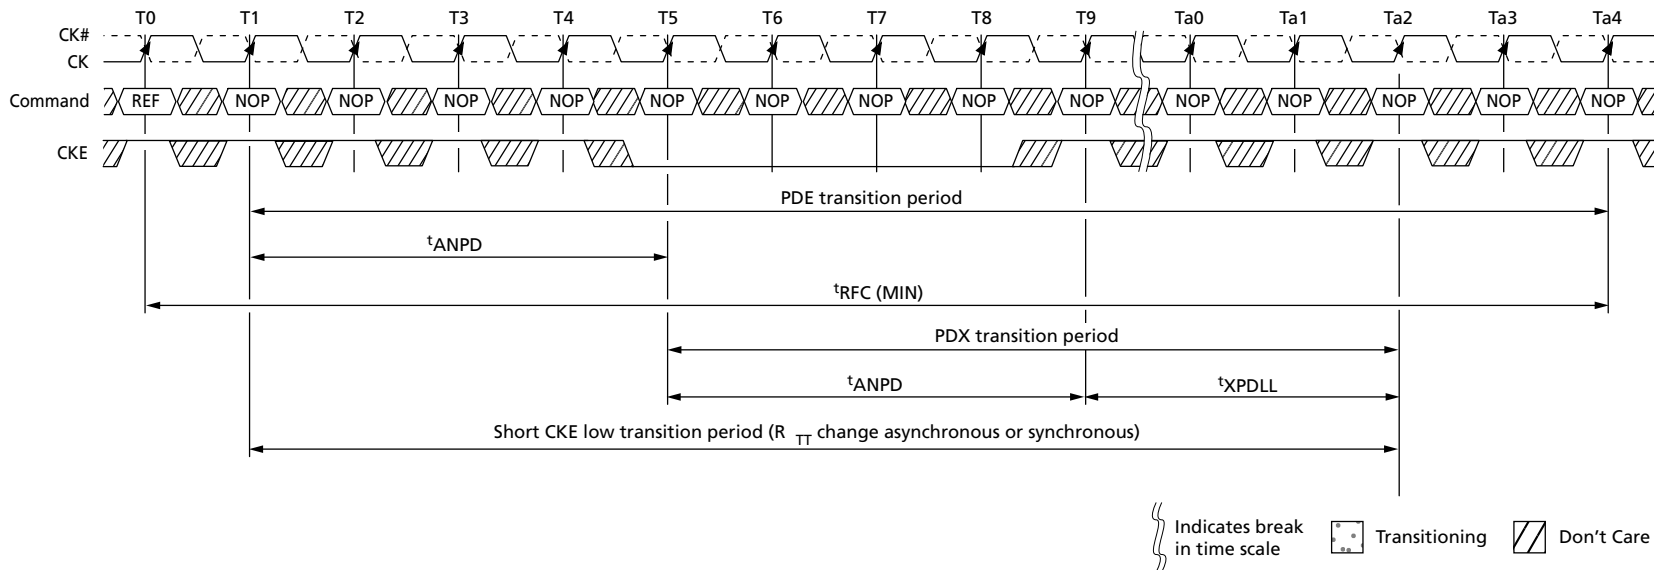 T0 T1 T2 T3 T4 T5 T6 T7 T8 T9 Ta0 Ta1 Ta2 Ta3 Ta4
CK#
CK
Command REF NOP NOP NOP NOP NOP NOP NOP NOP NOP NOP NOP NOP NOP NOP
CKE
PDE transition period
tANPD
tRFC (MIN)
PDX transition period
tANPD tXPDLL
Short CKE low transition period (R TT change asynchronous or synchronous)
Indicates break
in time scale
Transitioning
Don't Care